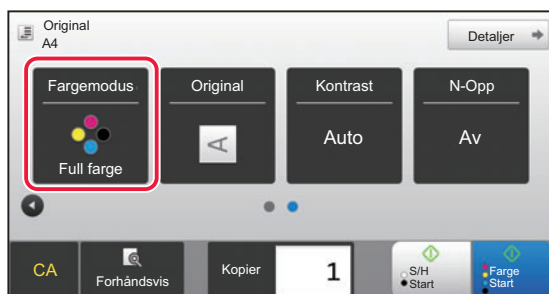 Original
A4
Detaljer
Fargemodus
Full farge
Original
A
Kontrast
Auto
N-Opp
Av
CA
Forhåndsvis
Kopier
1
S/H
Start
Farge
Start